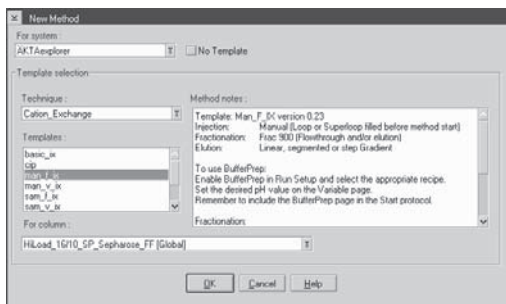 New Method
For system :
AKTAexplorer
No Template
Template selection
Technique :
Cation_Exchange
Templates :
basic_ix
cip
man_f_ix
man_v_ix
sam_f_ix
sam_v_ix
Method notes :
Template: Man_F_IX version 0.23
Injection: Manual (Loop or Superloop filled before method start)
Fractionation: Frac 900 (Flowthrough and/or elution)
Elution: Linear, segmented or step Gradient
To use BufferPrep:
Enable BufferPrep in Run Setup and select the appropriate recipe.
Set the desired pH value on the Variable page.
Remember to include the BufferPrep page in the Start protocol.
Fractionation:
For column :
HiLoad_16/10_SP_Sepharose_FF (Global)
OK
Cancel
Help